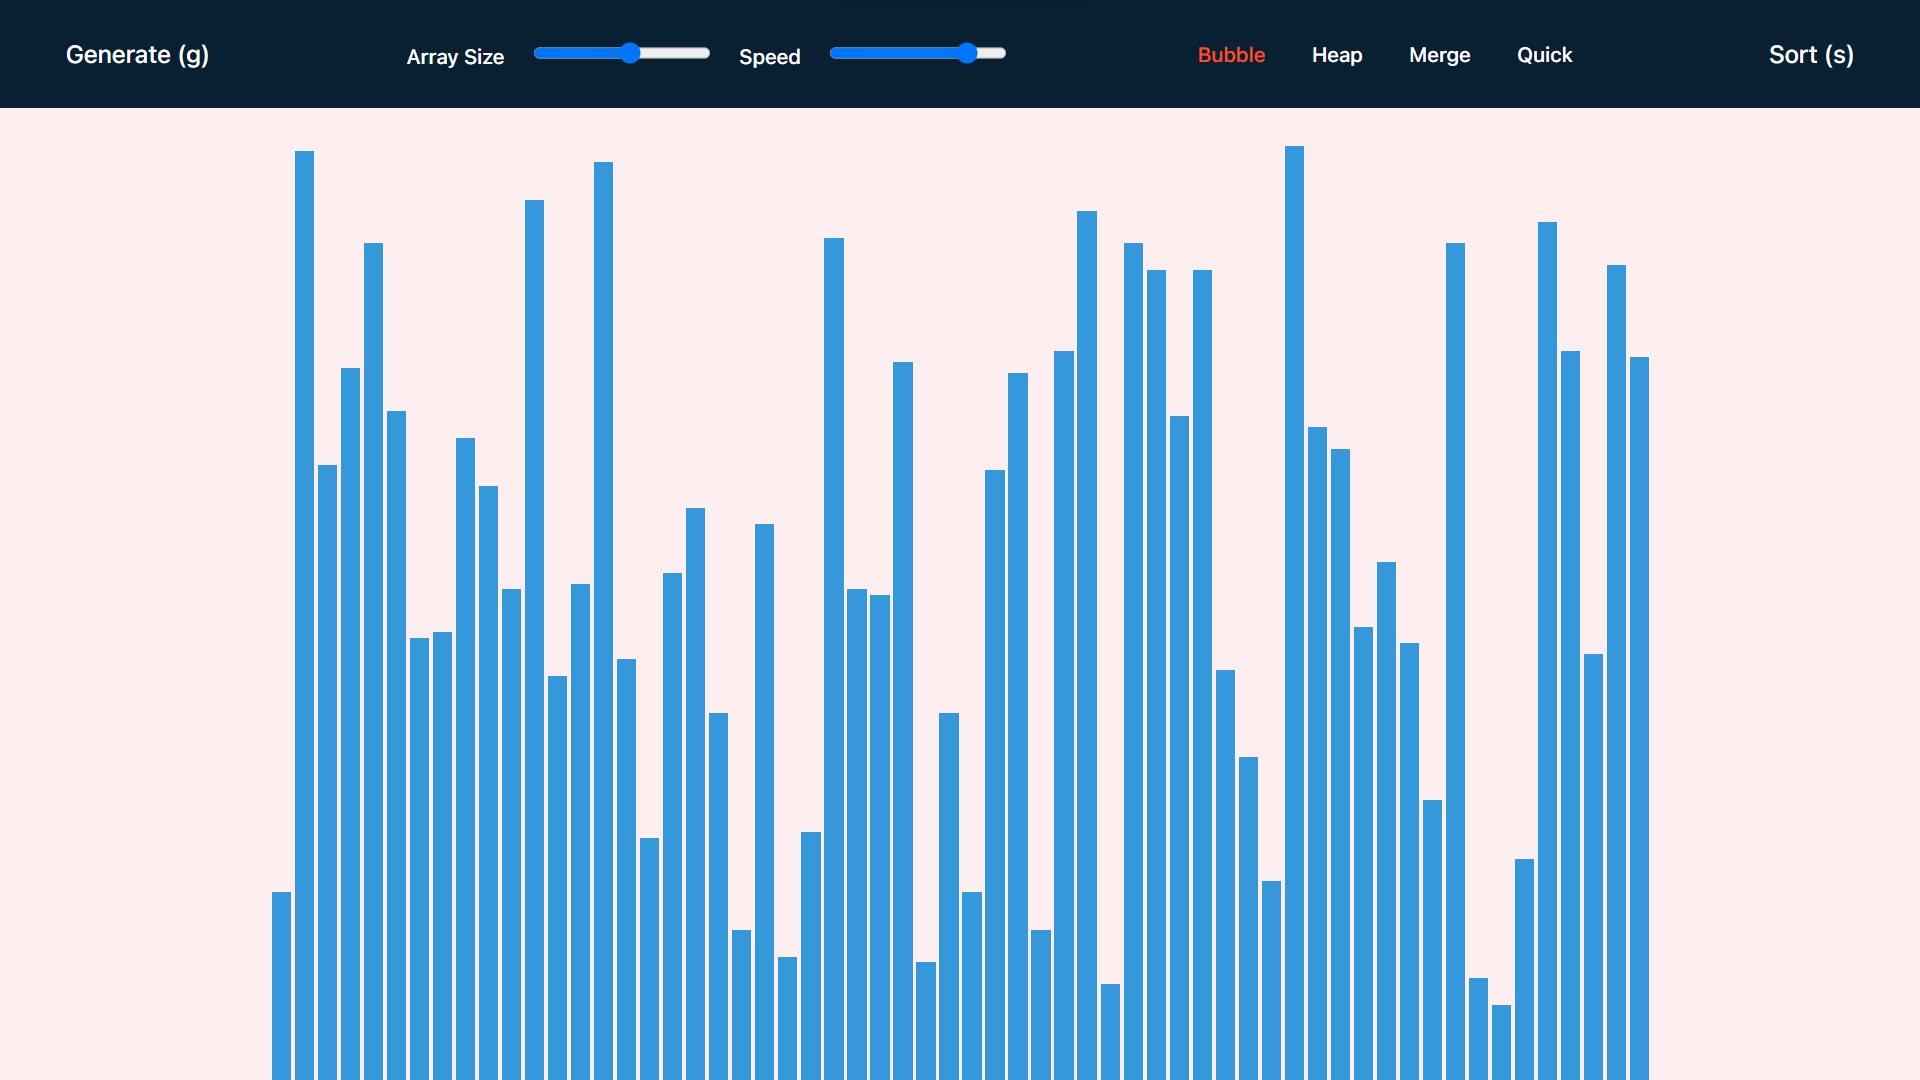 Generate (g)
Array Size
Speed
Bubble
Heap
Merge
Quick
Sort (s)